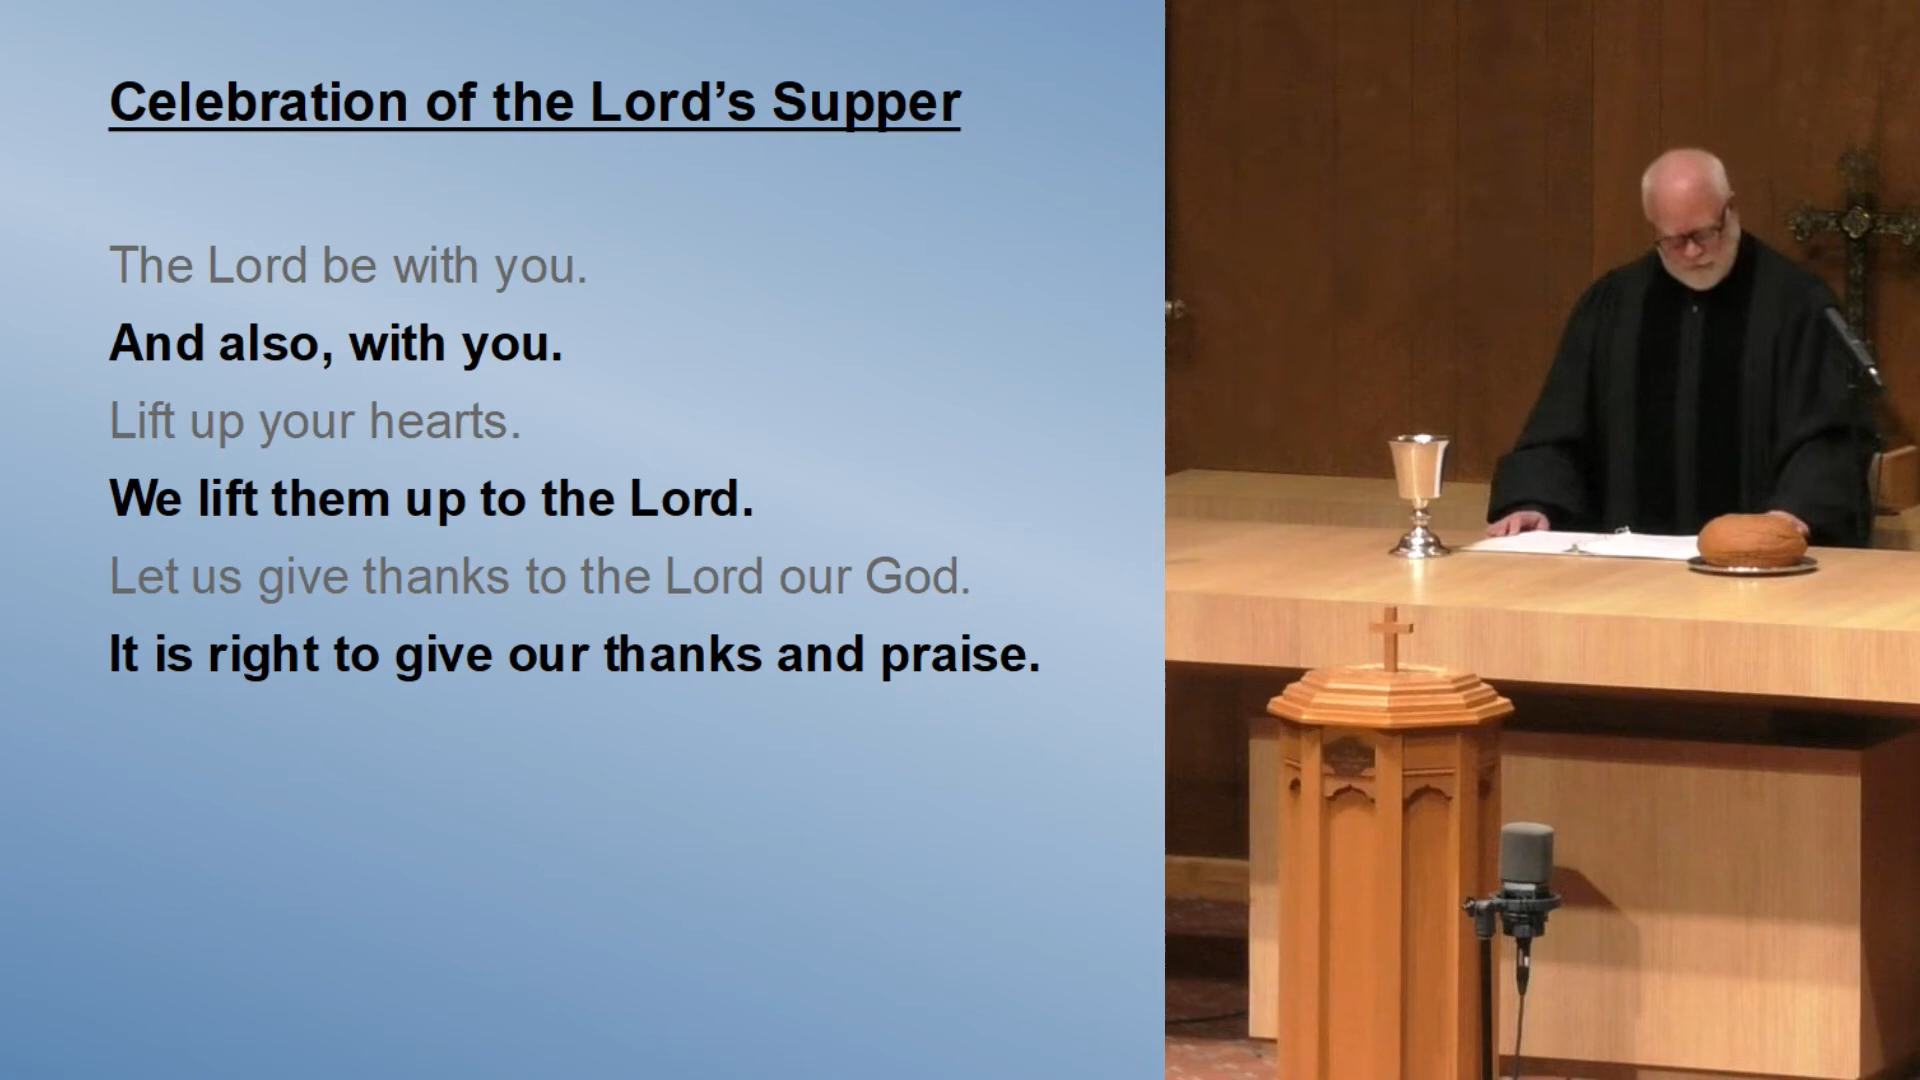 Celebration of the Lord’s Supper
The Lord be with you.
And also, with you.
Lift up your hearts.
We lift them up to the Lord.
Let us give thanks to the Lord our God.
It is right to give our thanks and praise.